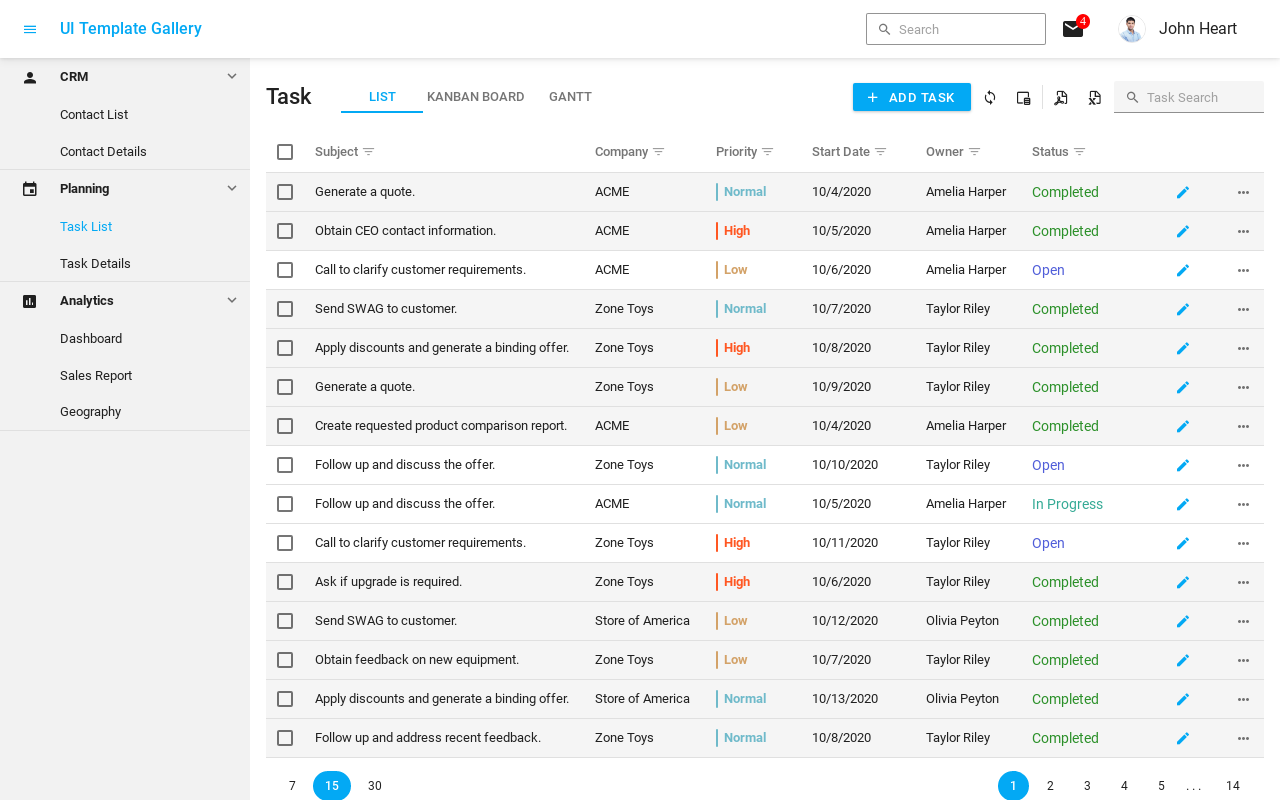 UI Template Gallery Search 4 John Heart
CRM
Contact List
Contact Details
Planning
Task List
Task Details
Analytics
Dashboard
Sales Report
Geography
Task LIST KANBAN BOARD GANTT ADD TASK Task Search
Subject Company Priority Start Date Owner Status
Generate a quote. ACME Normal 10/4/2020 Amelia Harper Completed
Obtain CEO contact information. ACME High 10/5/2020 Amelia Harper Completed
Call to clarify customer requirements. ACME Low 10/6/2020 Amelia Harper Open
Send SWAG to customer. Zone Toys Normal 10/7/2020 Taylor Riley Completed
Apply discounts and generate a binding offer. Zone Toys High 10/8/2020 Taylor Riley Completed
Generate a quote. Zone Toys Low 10/9/2020 Taylor Riley Completed
Create requested product comparison report. ACME Low 10/4/2020 Amelia Harper Completed
Follow up and discuss the offer. Zone Toys Normal 10/10/2020 Taylor Riley Open
Follow up and discuss the offer. ACME Normal 10/5/2020 Amelia Harper In Progress
Call to clarify customer requirements. Zone Toys High 10/11/2020 Taylor Riley Open
Ask if upgrade is required. Zone Toys High 10/6/2020 Taylor Riley Completed
Send SWAG to customer. Store of America Low 10/12/2020 Olivia Peyton Completed
Obtain feedback on new equipment. Zone Toys Low 10/7/2020 Taylor Riley Completed
Apply discounts and generate a binding offer. Store of America Normal 10/13/2020 Olivia Peyton Completed
Follow up and address recent feedback. Zone Toys Normal 10/8/2020 Taylor Riley Completed
7 15 30 1 2 3 4 5 ... 14